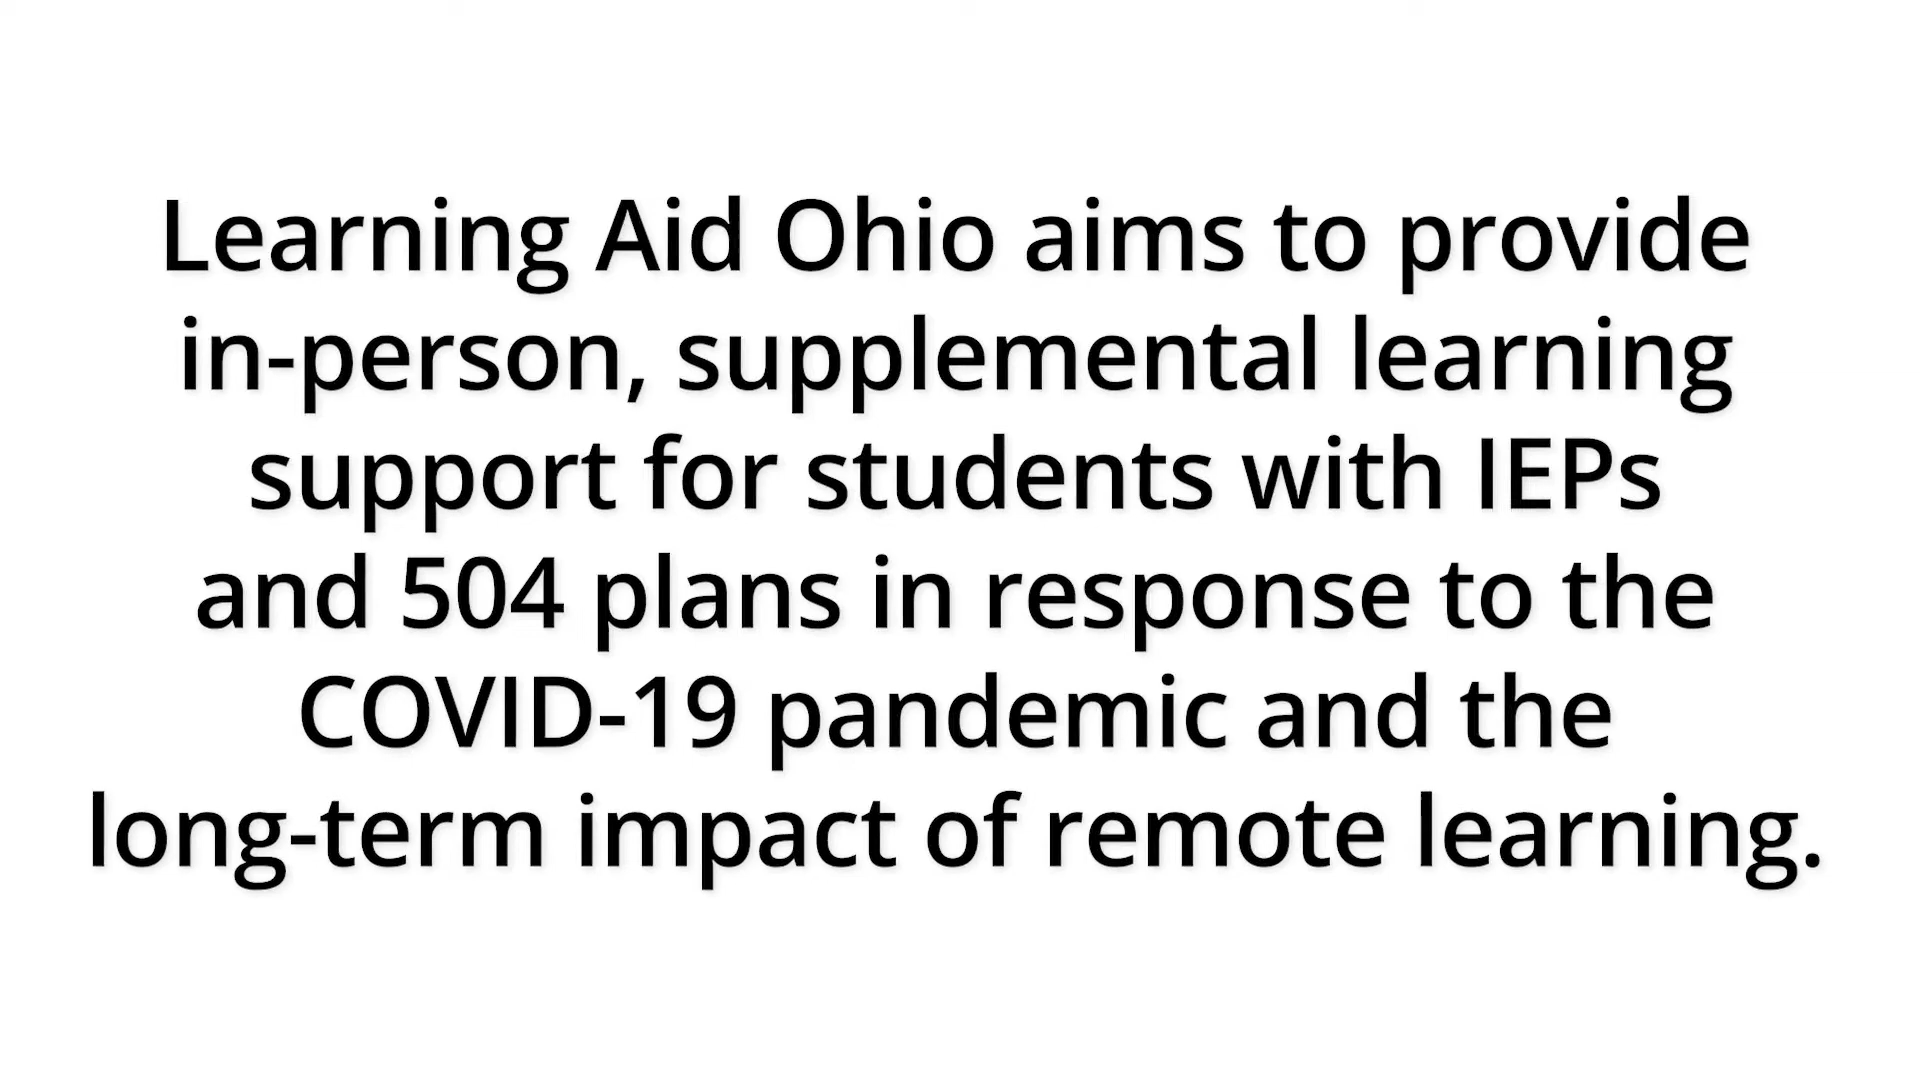 Learning Aid Ohio aims to provide
in-person, supplemental learning
support for students with IEPs
and 504 plans in response to the
COVID-19 pandemic and the
long-term impact of remote learning.